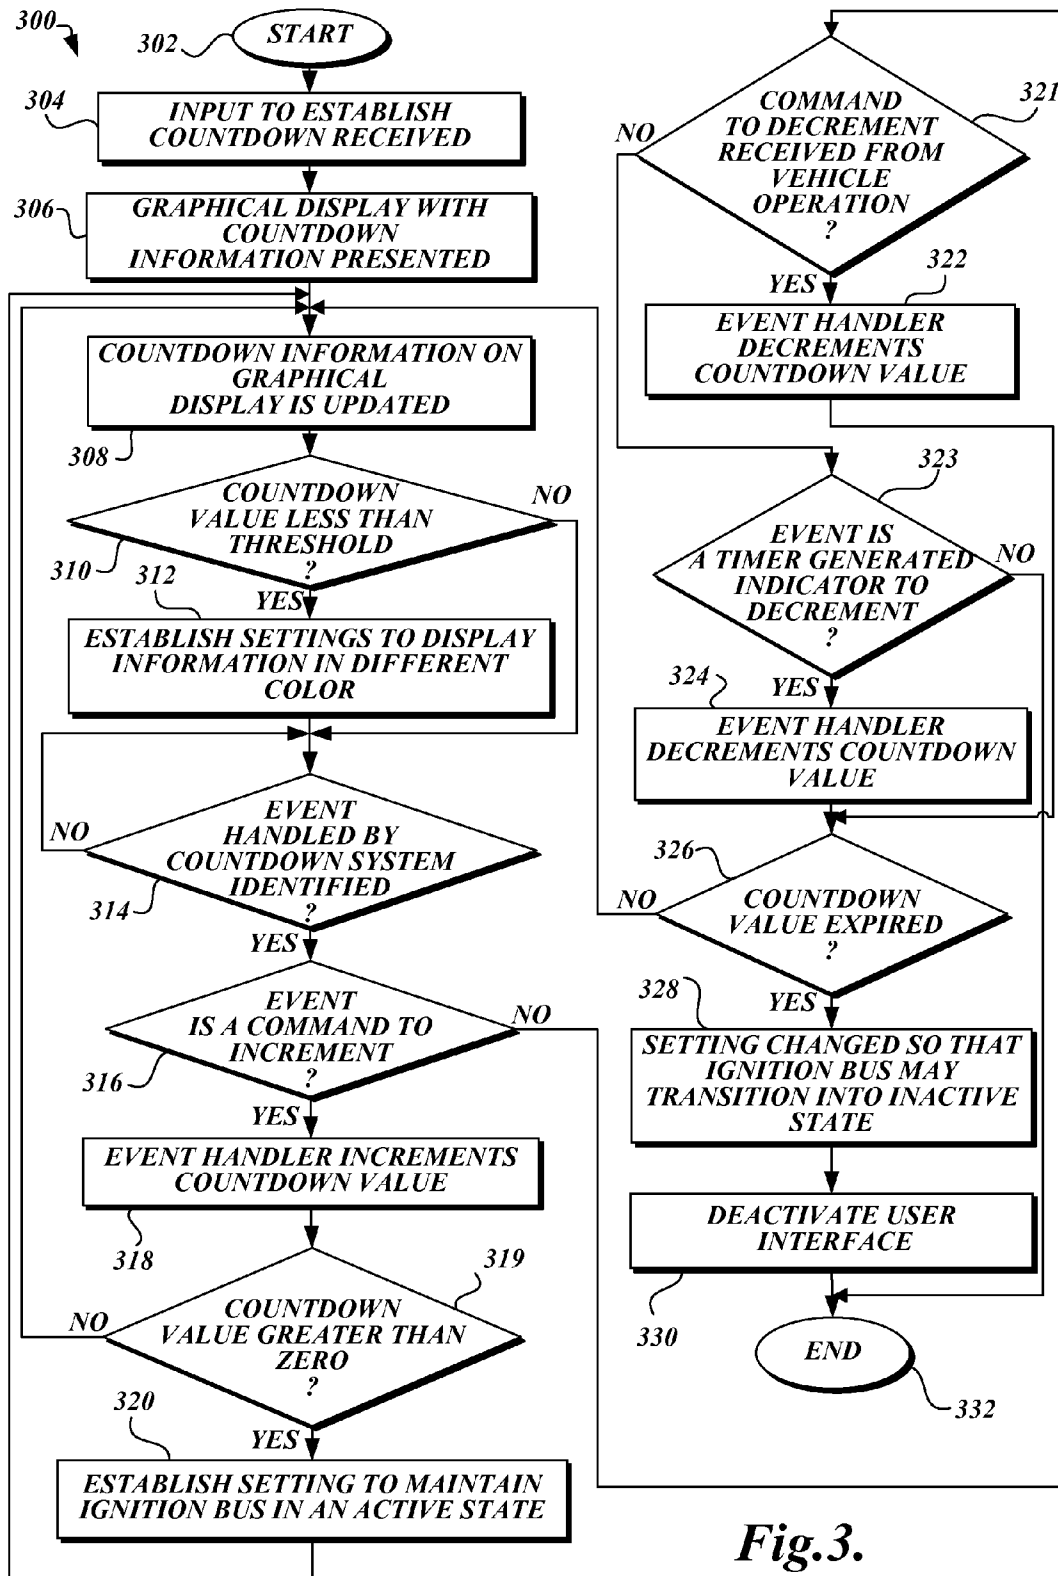 300
302
START
304
INPUT TO ESTABLISH
COUNTDOWN RECEIVED
306
GRAPHICAL DISPLAY WITH
COUNTDOWN
INFORMATION PRESENTED
COUNTDOWN INFORMATION ON
GRAPHICAL
DISPLAY IS UPDATED
308
COUNTDOWN
VALUE LESS THAN
THRESHOLD
?
NO
310
312
YES
ESTABLISH SETTINGS TO DISPLAY
INFORMATION IN DIFFERENT
COLOR
EVENT
HANDLED BY
COUNTDOWN SYSTEM
IDENTIFIED
?
NO
314
YES
EVENT
IS A COMMAND TO
INCREMENT
?
NO
316
YES
EVENT HANDLER INCREMENTS
COUNTDOWN VALUE
318
319
COUNTDOWN
VALUE GREATER THAN
ZERO
?
NO
320
YES
ESTABLISH SETTING TO MAINTAIN
IGNITION BUS IN AN ACTIVE STATE
321
COMMAND
TO DECREMENT
RECEIVED FROM
VEHICLE
OPERATION
?
NO
YES
322
EVENT HANDLER
DECREMENTS
COUNTDOWN VALUE
323
EVENT IS
A TIMER GENERATED
INDICATOR TO
DECREMENT
?
NO
324
YES
EVENT HANDLER
DECREMENTS COUNTDOWN
VALUE
326
COUNTDOWN
VALUE EXPIRED
?
NO
328
YES
SETTING CHANGED SO THAT
IGNITION BUS MAY
TRANSITION INTO INACTIVE
STATE
DEACTIVATE USER
INTERFACE
330
END
332
Fig.3.